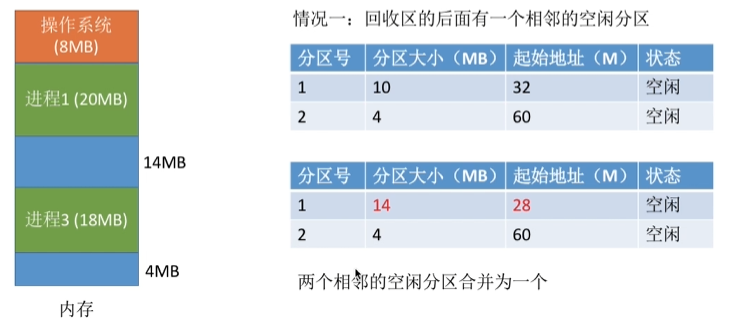 操作系统
(8MB)
进程1 (20MB)
14MB
进程3 (18MB)
4MB
内存
情况一：回收区的后面有一个相邻的空闲分区
分区号 分区大小（MB） 起始地址（M） 状态
1 10 32 空闲
2 4 60 空闲
分区号 分区大小（MB） 起始地址（M） 状态
1 14 28 空闲
2 4 60 空闲
两个相邻的空闲分区合并为一个